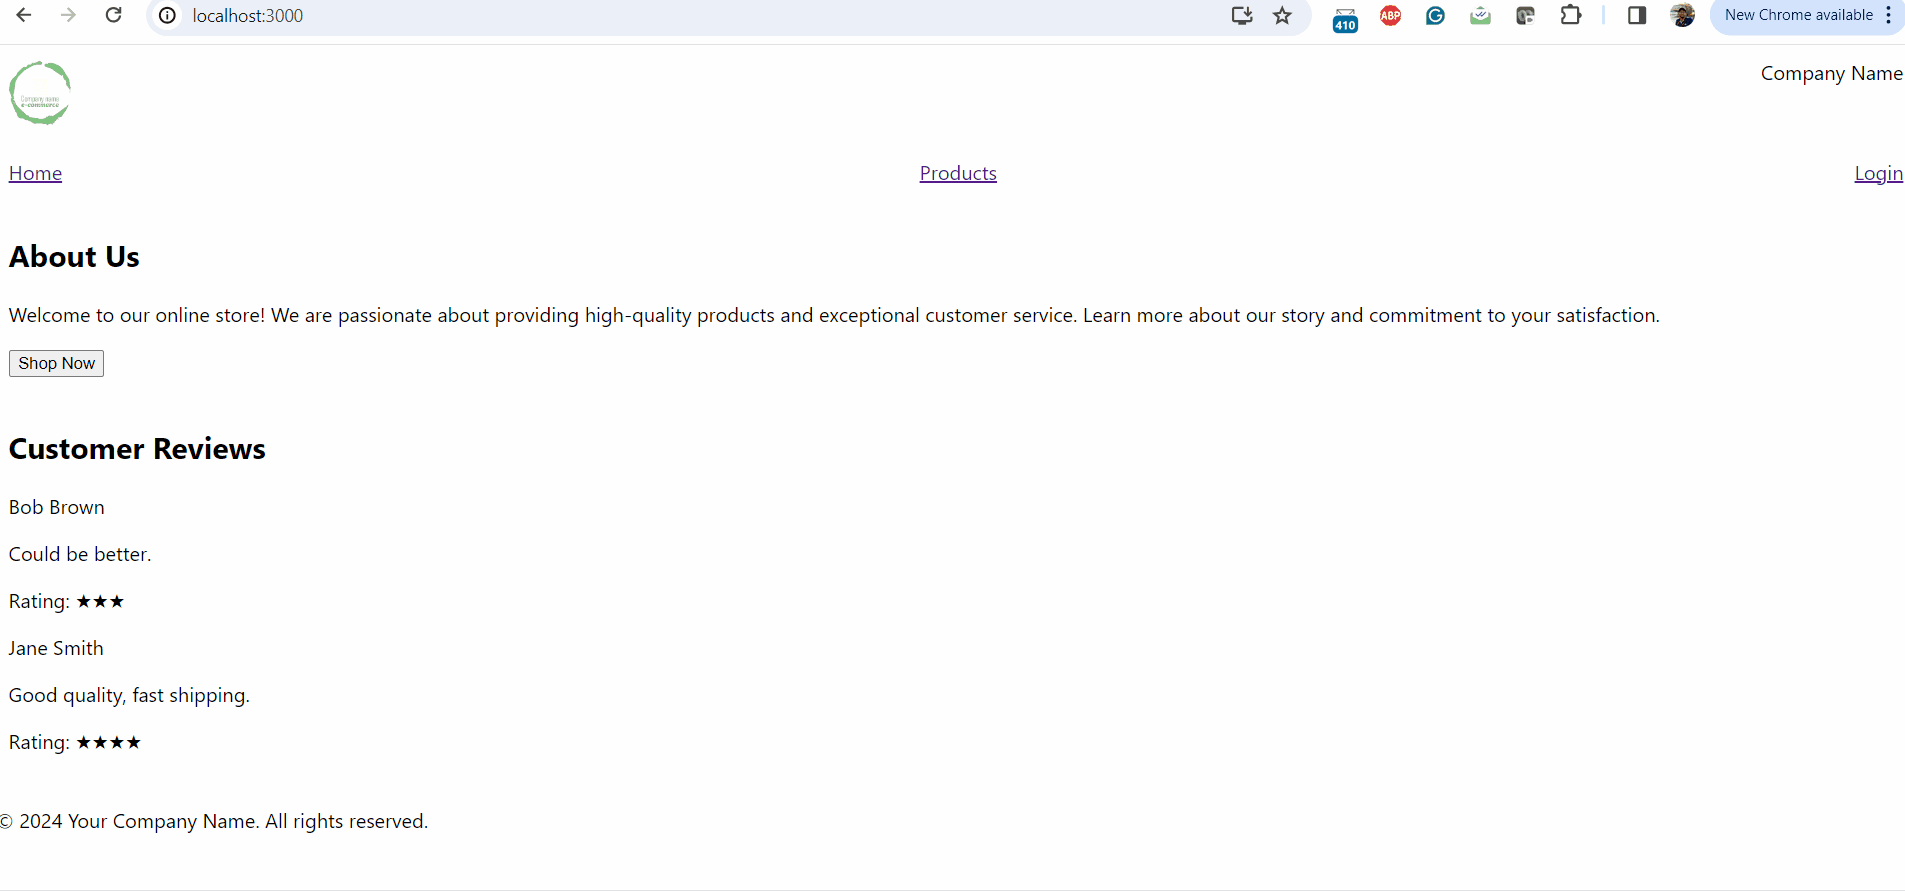 localhost:3000
410
ABP
New Chrome available
Company name
e-commerce
Company Name
Home Products Login
About Us
Welcome to our online store! We are passionate about providing high-quality products and exceptional customer service. Learn more about our story and commitment to your satisfaction.
Shop Now
Customer Reviews
Bob Brown
Could be better.
Rating: ★★★
Jane Smith
Good quality, fast shipping.
Rating: ★★★★
© 2024 Your Company Name. All rights reserved.